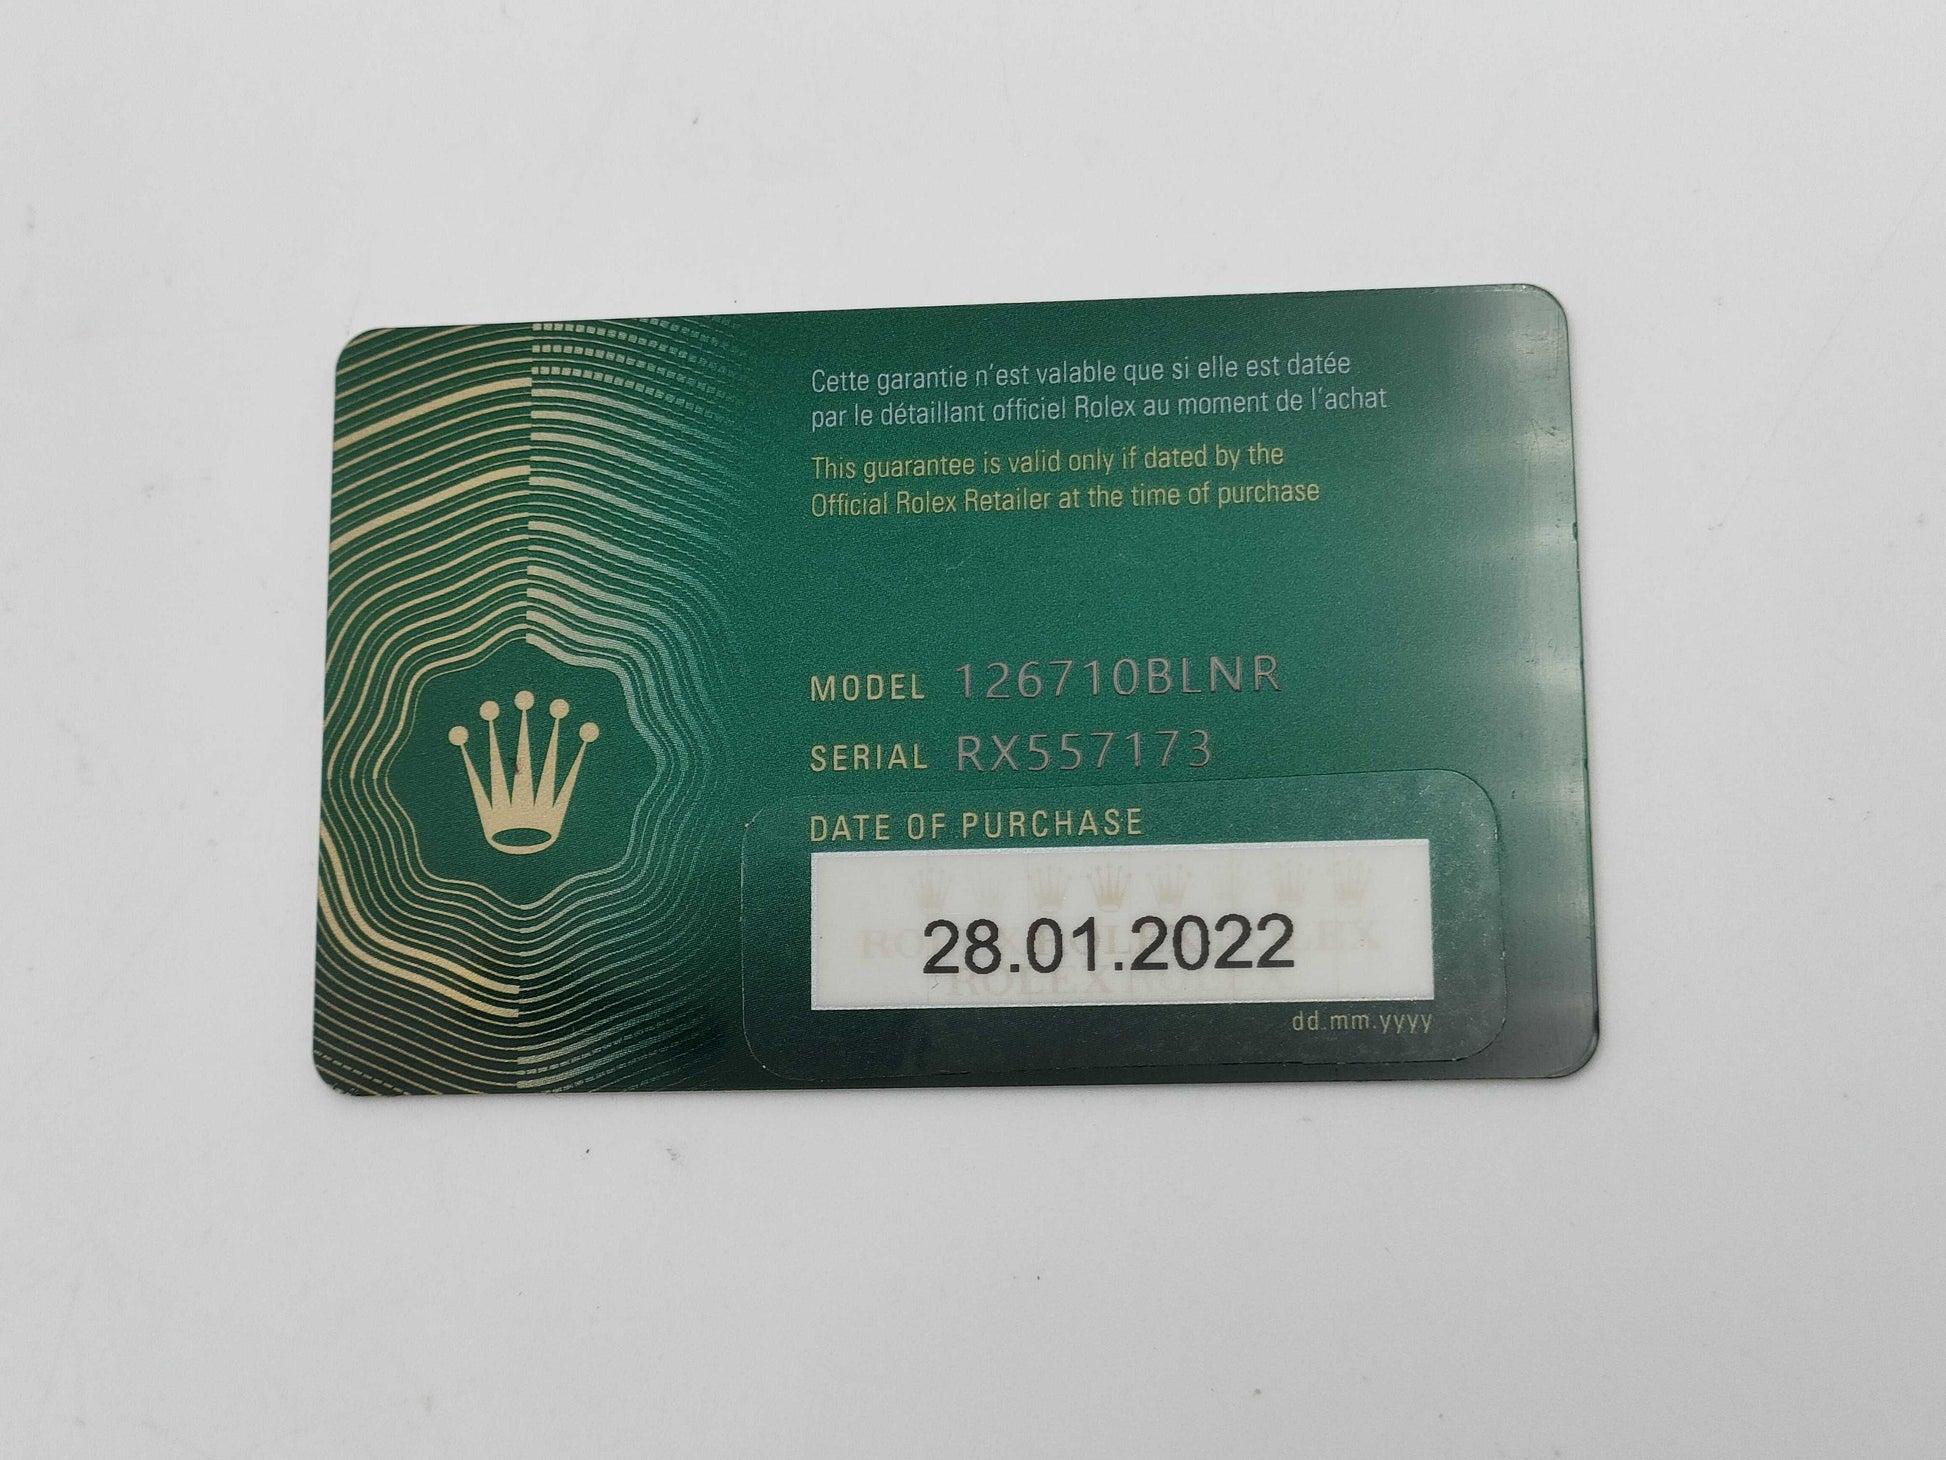 Cette garantie n'est valable que si elle est datée
par le détaillant officiel Rolex au moment de l'achat
This guarantee is valid only if dated by the
Official Rolex Retailer at the time of purchase
MODEL 126710BLNR
SERIAL RX557173
DATE OF PURCHASE
28.01.2022
dd.mm.yyyy